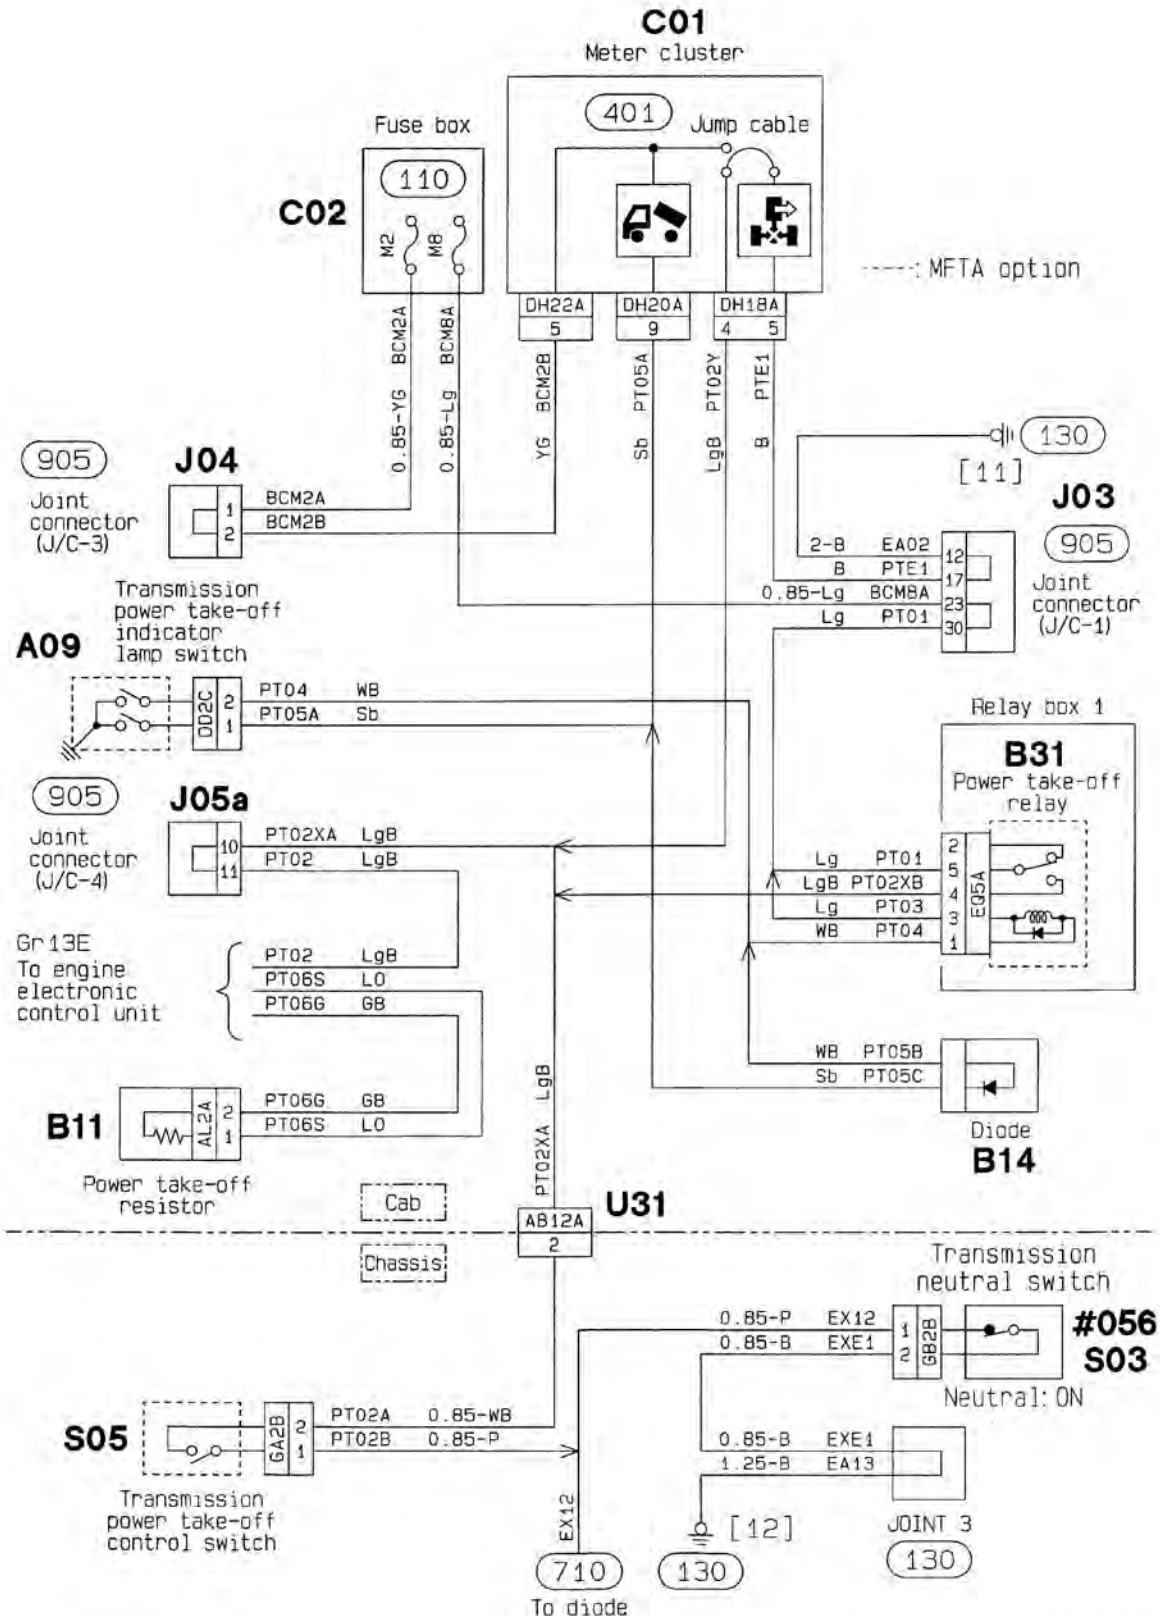 C01
Meter cluster
401
Jump cable
Fuse box
110
C02
M2
M8
-----: MFTA option
DH22A
5
DH20A
9
DH18A
4 5
0.85-YG BCM2A
0.85-Lg BCM8A
YG BCM2B
Sb PT05A
LgB PT02Y
B PTE1
130
[11]
905
J04
Joint
connector
(J/C-3)
1
2
BCM2A
BCM2B
J03
905
Joint
connector
(J/C-1)
2-B EA02 12
B PTE1 17
0.85-Lg BCM8A 23
Lg PT01 30
Transmission
power take-off
indicator
lamp switch
A09
DD2C
2 PT04 WB
1 PT05A Sb
Relay box 1
B31
Power take-off
relay
905
J05a
Joint
connector
(J/C-4)
10 PT02XA LgB
11 PT02 LgB
EQ5A
2
Lg PT01 5
LgB PT02XB 4
Lg PT03 3
WB PT04 1
Gr13E
To engine
electronic
control unit
PT02 LgB
PT06S LO
PT06G GB
WB PT05B
Sb PT05C
Diode
B14
B11
AL2A
2 PT06G GB
1 PT06S LO
Power take-off
resistor
PT02XA LgB
Cab
U31
AB12A
2
Chassis
Transmission
neutral switch
0.85-P EX12 1
0.85-B EXE1 2
GB2B
#056
S03
Neutral: ON
S05
GA2B
2 PT02A 0.85-WB
1 PT02B 0.85-P
Transmission
power take-off
control switch
0.85-B EXE1
1.25-B EA13
JOINT 3
130
EX12
[12]
710
130
To diode